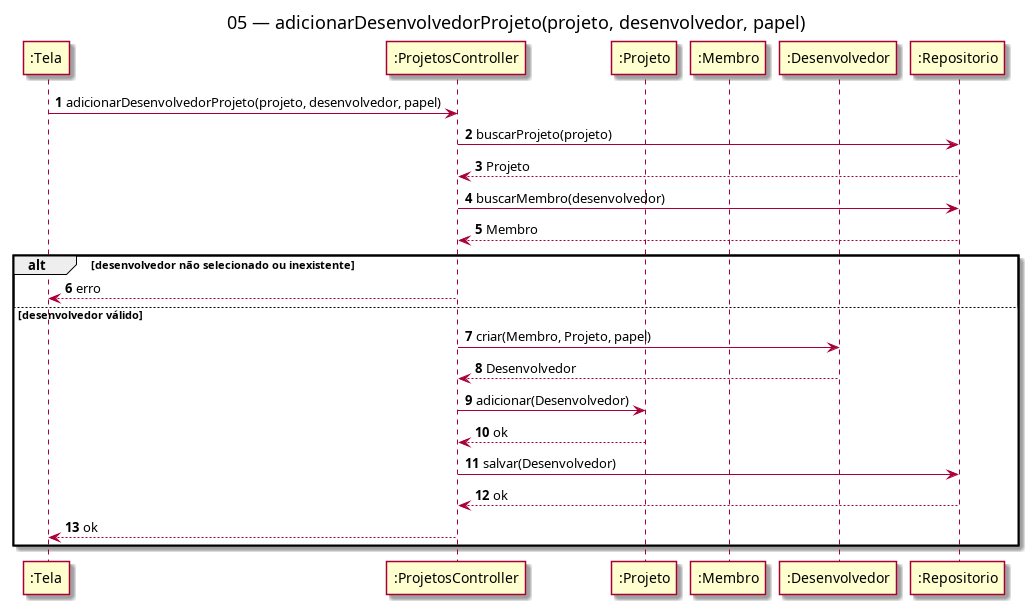 05 — adicionarDesenvolvedorProjeto(projeto, desenvolvedor, papel)
:Tela :ProjetosController :Projeto :Membro :Desenvolvedor :Repositorio
1 adicionarDesenvolvedorProjeto(projeto, desenvolvedor, papel)
2 buscarProjeto(projeto)
3 Projeto
4 buscarMembro(desenvolvedor)
5 Membro
alt [desenvolvedor não selecionado ou inexistente]
6 erro
[desenvolvedor válido]
7 criar(Membro, Projeto, papel)
8 Desenvolvedor
9 adicionar(Desenvolvedor)
10 ok
11 salvar(Desenvolvedor)
12 ok
13 ok
:Tela :ProjetosController :Projeto :Membro :Desenvolvedor :Repositorio